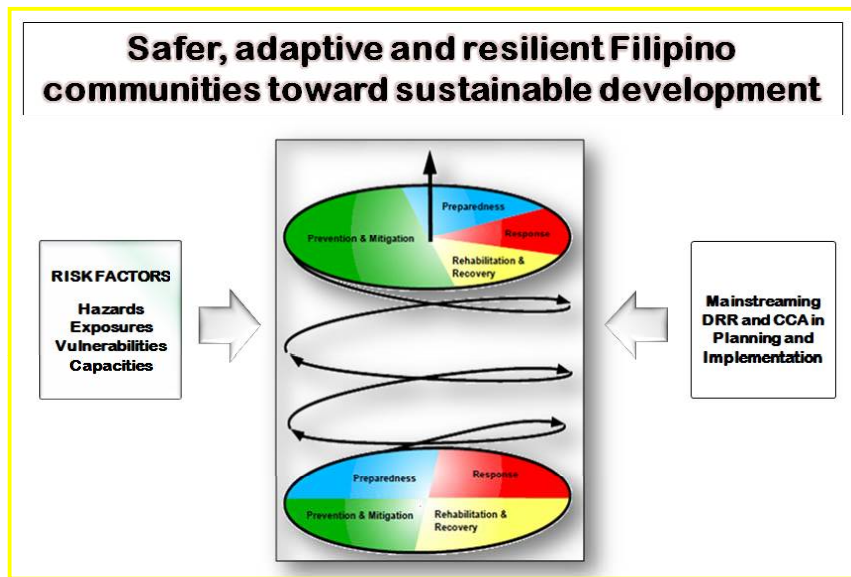 Safer, adaptive and resilient Filipino
communities toward sustainable development
Preparedness
Prevention & Mitigation
Response
Rehabilitation &
Recovery
RISK FACTORS
Hazards
Exposures
Vulnerabilities
Capacities
Mainstreaming
DRR and CCA in
Planning and
Implementation
Preparedness
Response
Prevention & Mitigation
Rehabilitation &
Recovery